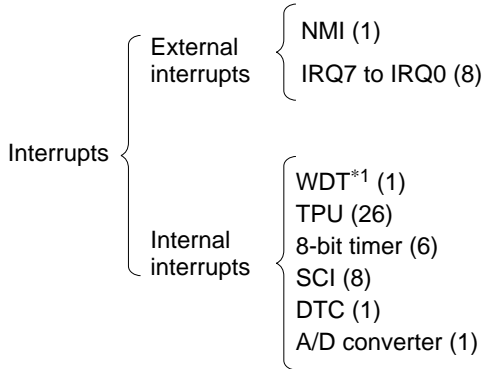 Interrupts
External
interrupts
NMI (1)
IRQ7 to IRQ0 (8)
Internal
interrupts
WDT*1 (1)
TPU (26)
8-bit timer (6)
SCI (8)
DTC (1)
A/D converter (1)